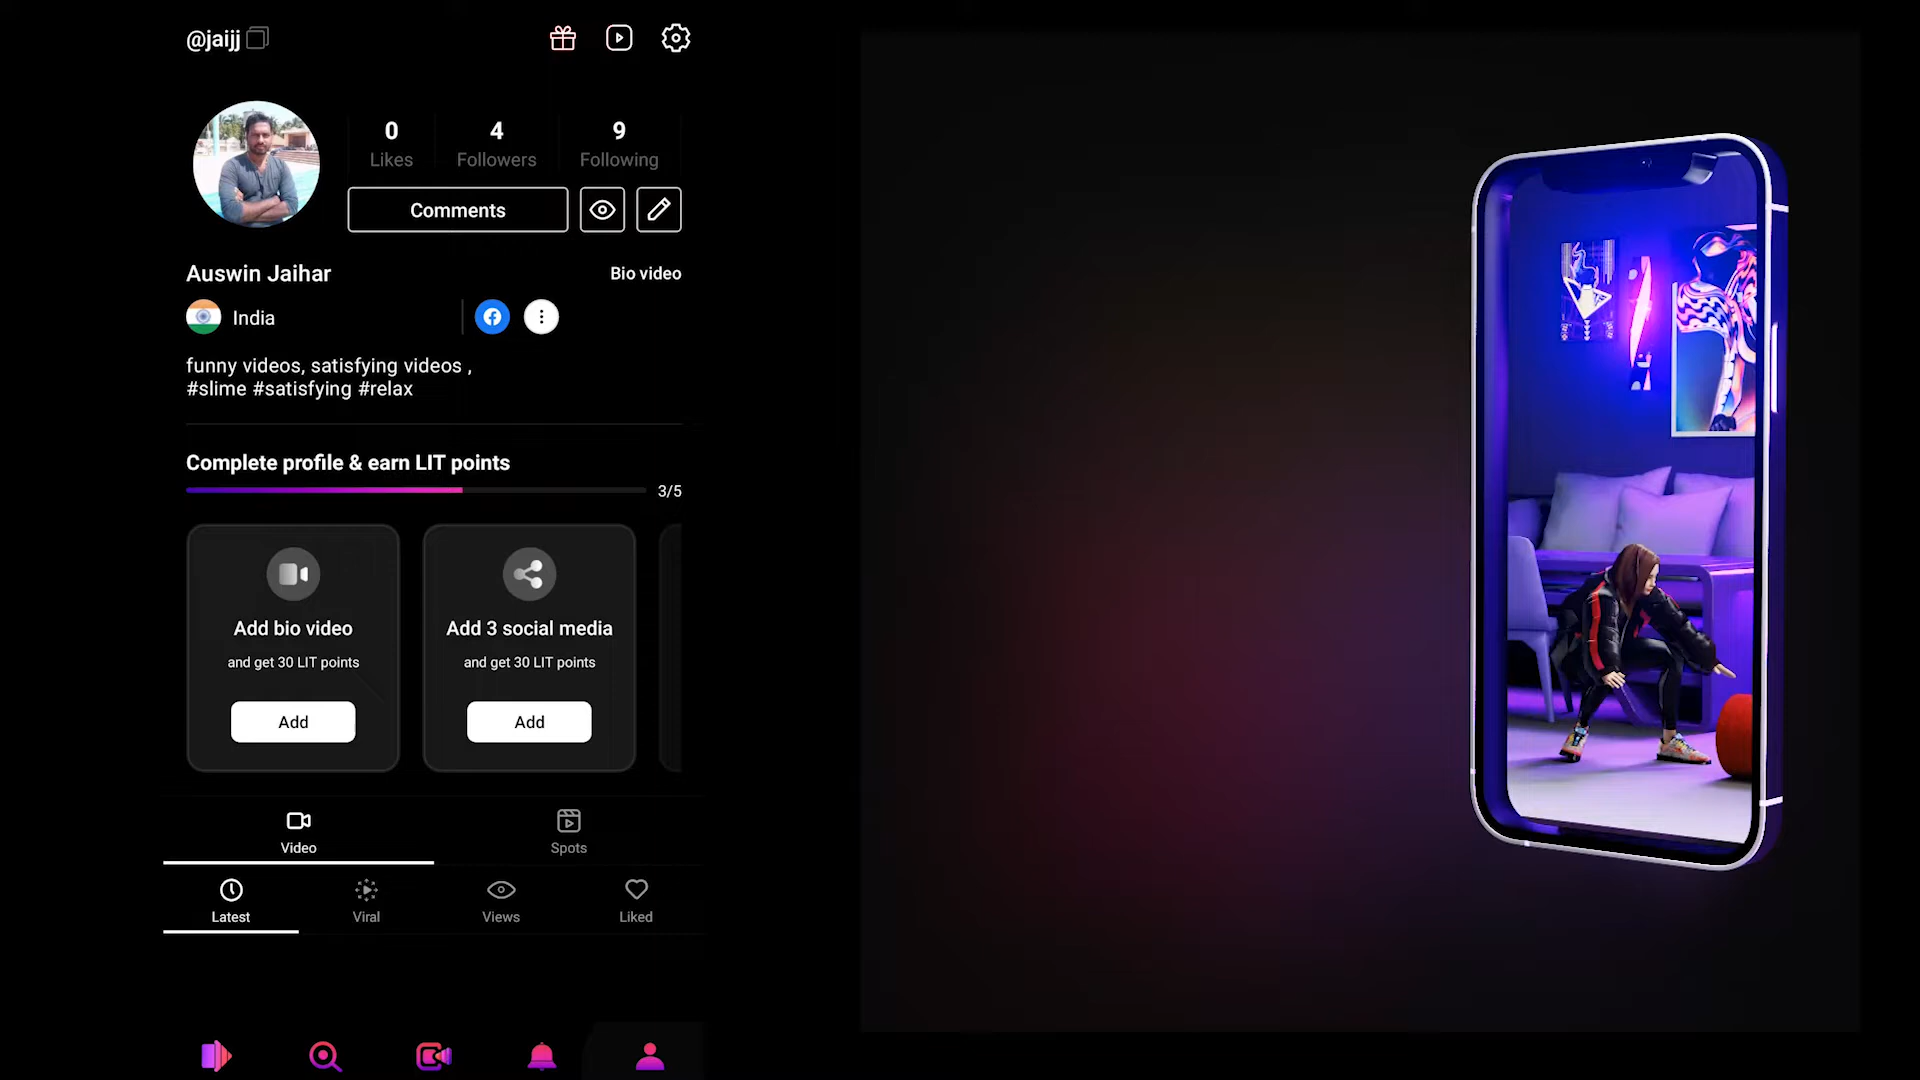 @jaijj
0
Likes
4
Followers
9
Following
Comments
Auswin Jaihar
Bio video
India
funny videos, satisfying videos ,
#slime #satisfying #relax
Complete profile & earn LIT points
3/5
Add bio video
and get 30 LIT points
Add
Add 3 social media
and get 30 LIT points
Add
Video
Spots
Latest
Viral
Views
Liked